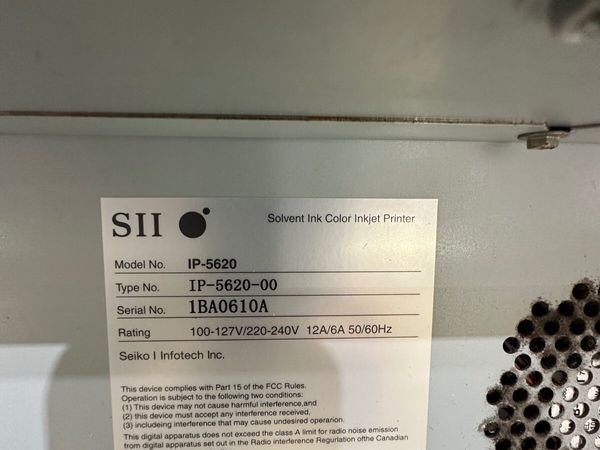 SII
Solvent Ink Color Inkjet Printer
Model No. IP-5620
Type No. IP-5620-00
Serial No. 1BA0610A
Rating 100-127V/220-240V 12A/6A 50/60Hz
Seiko I Infotech Inc.
This device complies with Part 15 of the FCC Rules.
Operation is subject to the following two conditions:
(1) This device may not cause harmful interference,and
(2) this device must accept any interference received,
(3) includeing interference that may cause undesired operarion.
This digital apparatus does not exceed the class A limit for radio noise emission
from digital apparatus set out in the Radio interference Regurlation ofthe Canadian